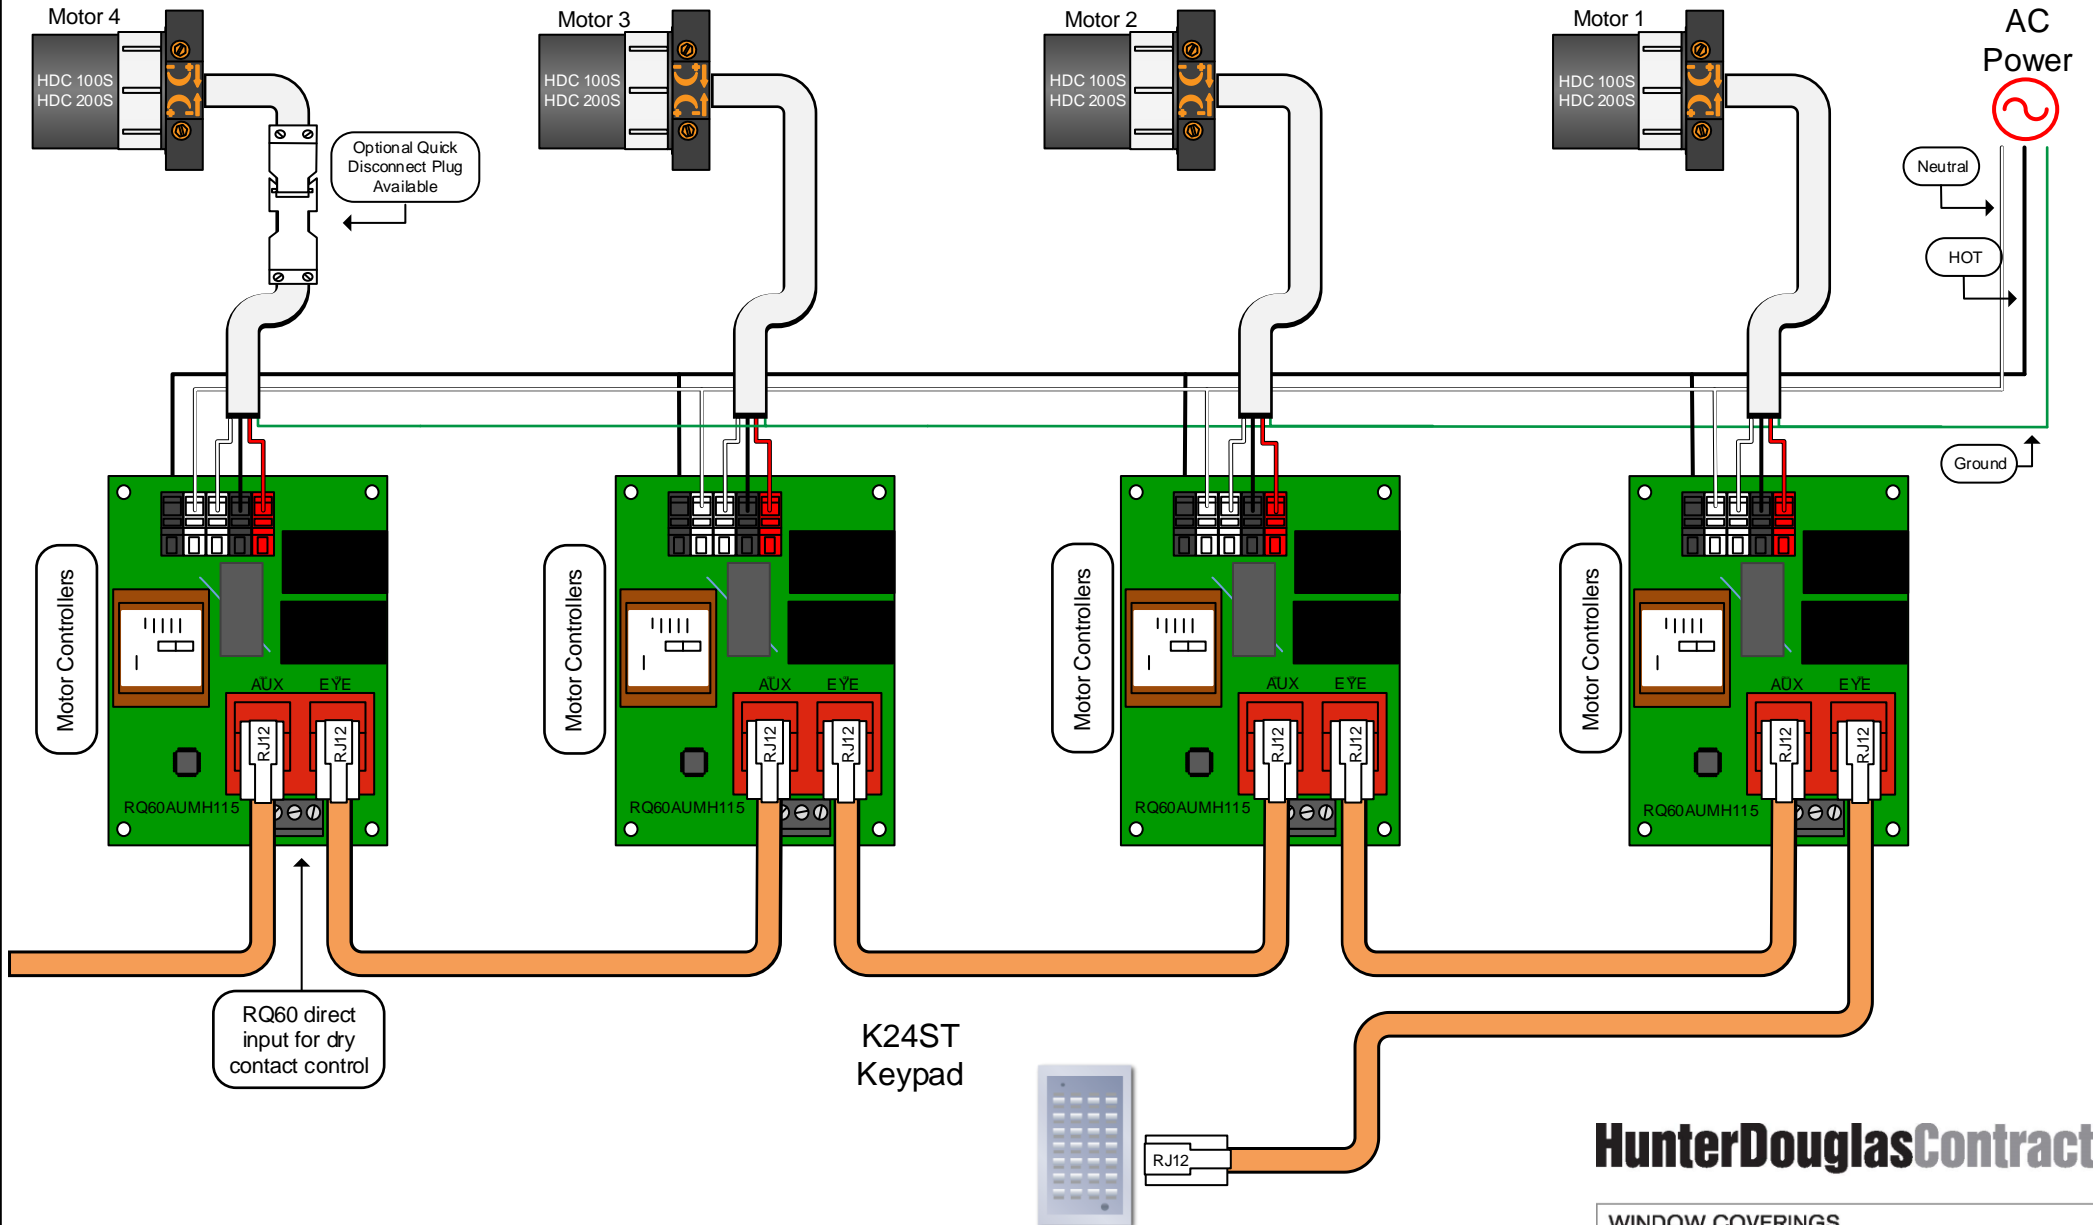 Motor 4
Motor 3
Motor 2
Motor 1
AC
Power
HDC 100S
HDC 200S
HDC 100S
HDC 200S
HDC 100S
HDC 200S
HDC 100S
HDC 200S
Optional Quick
Disconnect Plug
Available
Neutral
HOT
Ground
Motor Controllers
Motor Controllers
Motor Controllers
Motor Controllers
AUX EYE
AUX EYE
AUX EYE
AUX EYE
RJ12 RJ12
RJ12 RJ12
RJ12 RJ12
RJ12 RJ12
RQ60AUMH115
RQ60AUMH115
RQ60AUMH115
RQ60AUMH115
RQ60 direct
input for dry
contact control
K24ST
Keypad
RJ12
HunterDouglasContract
WINDOW COVERINGS